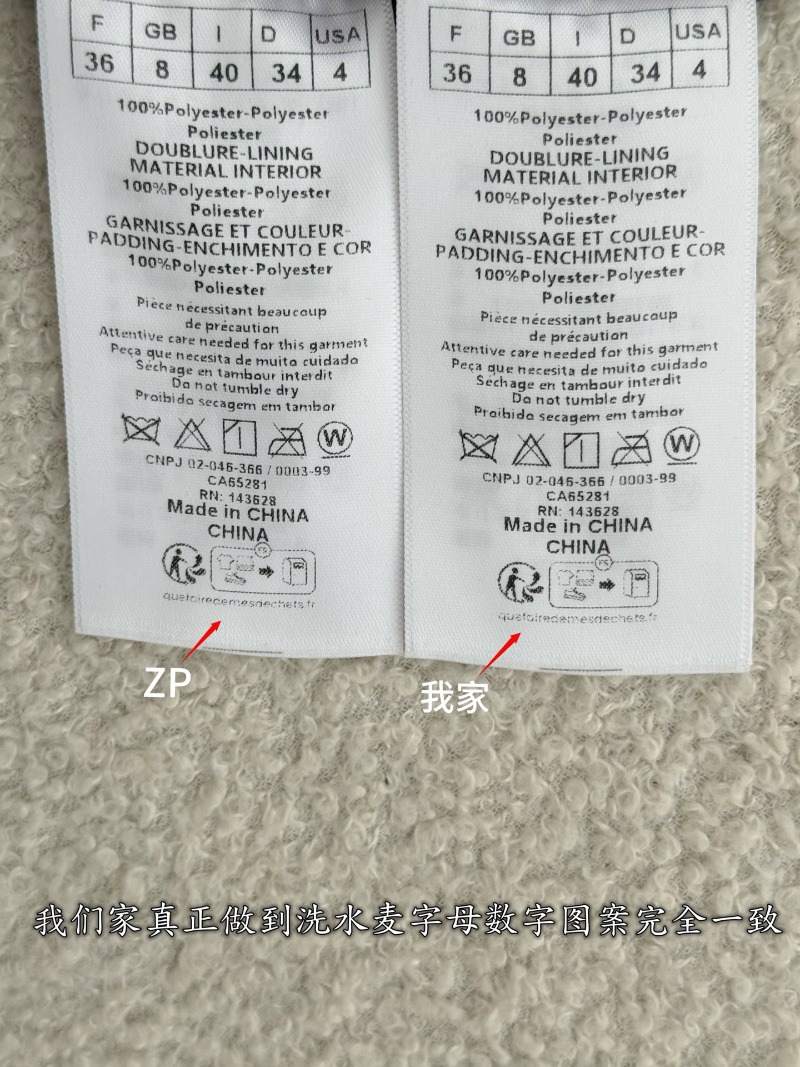 F GB I D USA
36 8 40 34 4
100%Polyester-Polyester
Poliester
DOUBLURE-LINING
MATERIAL INTERIOR
100%Polyester-Polyester
Poliester
GARNISSAGE ET COULEUR-
PADDING-ENCHIMENTO E COR
100%Polyester-Polyester
Poliester
Pièce nécessitant beaucoup
de précaution
Attentive care needed for this garment
Peça que necesita de muito cuidado
Séchage en tambour interdit
Do not tumble dry
Proibido secagem em tambor
W
CNPJ 02-046-366 / 0003-99
CA65281
RN: 143628
Made in CHINA
CHINA
FR
quefairedemesdechets.fr
ZP
F GB I D USA
36 8 40 34 4
100%Polyester-Polyester
Poliester
DOUBLURE-LINING
MATERIAL INTERIOR
100%Polyester-Polyester
Poliester
GARNISSAGE ET COULEUR-
PADDING-ENCHIMENTO E COR
100%Polyester-Polyester
Poliester
Pièce nécessitant beaucoup
de précaution
Attentive care needed for this garment
Peça que necesita de muito cuidado
Séchage en tambour interdit
Do not tumble dry
Proibido secagem em tambor
W
CNPJ 02-046-366 / 0003-99
CA65281
RN: 143628
Made in CHINA
CHINA
FR
quefairedemesdechets.fr
我家
我们家真正做到洗水麦字母数字图案完全一致